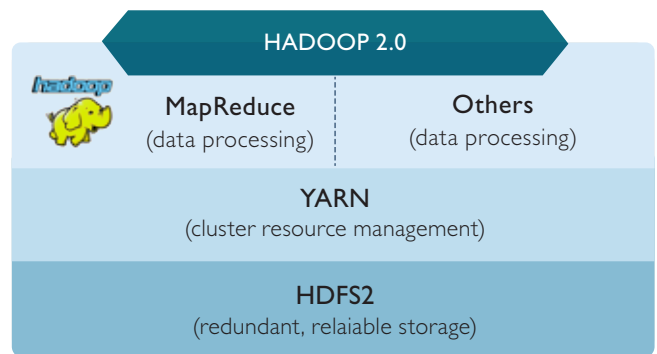 HADOOP 2.0
hadoop
MapReduce
(data processing)
Others
(data processing)
YARN
(cluster resource management)
HDFS2
(redundant, relaiable storage)